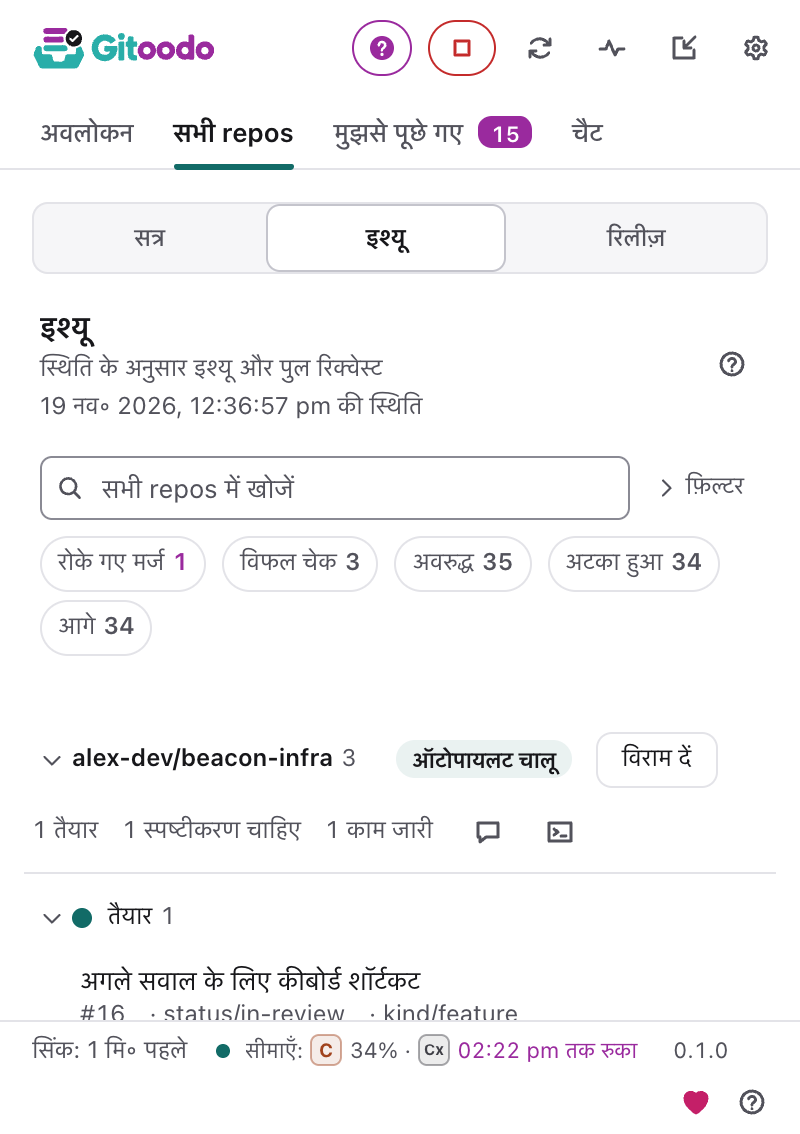 Gitoodo
अवलोकन सभी repos मुझसे पूछे गए 15 चैट
सत्र इश्यू रिलीज़
इश्यू
स्थिति के अनुसार इश्यू और पुल रिक्वेस्ट
19 नव॰ 2026, 12:36:57 pm की स्थिति
सभी repos में खोजें फ़िल्टर
रोके गए मर्ज 1 विफल चेक 3 अवरुद्ध 35 अटका हुआ 34
आगे 34
alex-dev/beacon-infra 3 ऑटोपायलट चालू विराम दें
1 तैयार 1 स्पष्टीकरण चाहिए 1 काम जारी
तैयार 1
अगले सवाल के लिए कीबोर्ड शॉर्टकट
#16 · status/in-review · kind/feature
सिंक: 1 मि॰ पहले सीमाएँ: C 34% · Cx 02:22 pm तक रुका 0.1.0